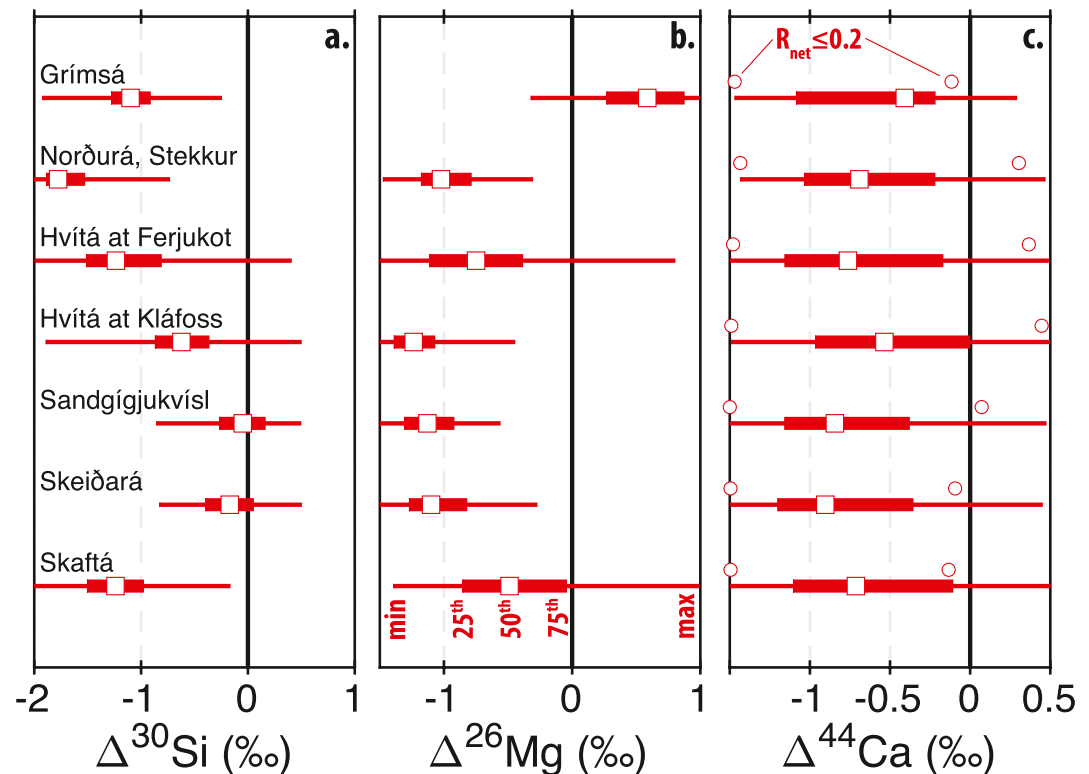 a.
b.
c.
R_net≤0.2
Grímsá
Norðurá, Stekkur
Hvítá at Ferjukot
Hvítá at Kláfoss
Sandgígjukvísl
Skeiðará
Skaftá
min
25th
50th
75th
max
-2 -1 0 1
-1 0 1
-1 -0.5 0 0.5
Δ³⁰Si (‰)
Δ²⁶Mg (‰)
Δ⁴⁴Ca (‰)